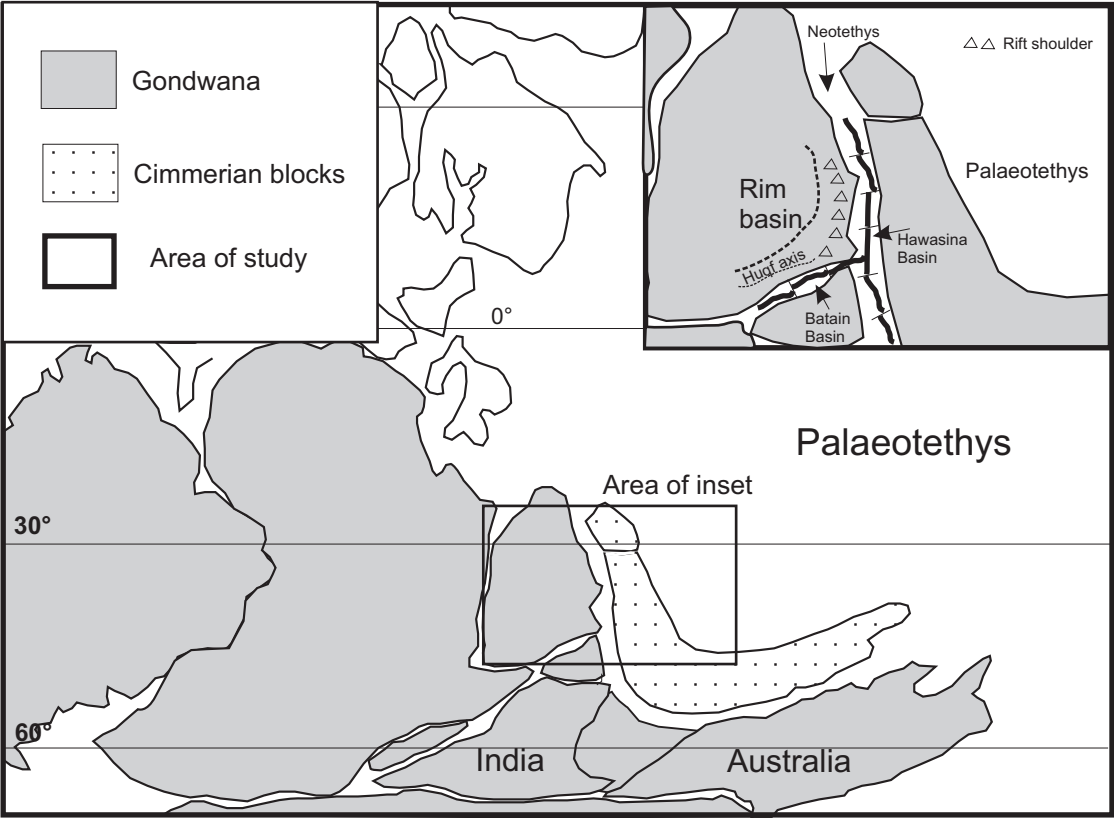 Gondwana
Cimmerian blocks
Area of study
Neotethys
Rift shoulder
Palaeotethys
Rim
basin
Huqf axis
Hawasina
Basin
Batain
Basin
0°
Palaeotethys
Area of inset
30°
60°
India
Australia